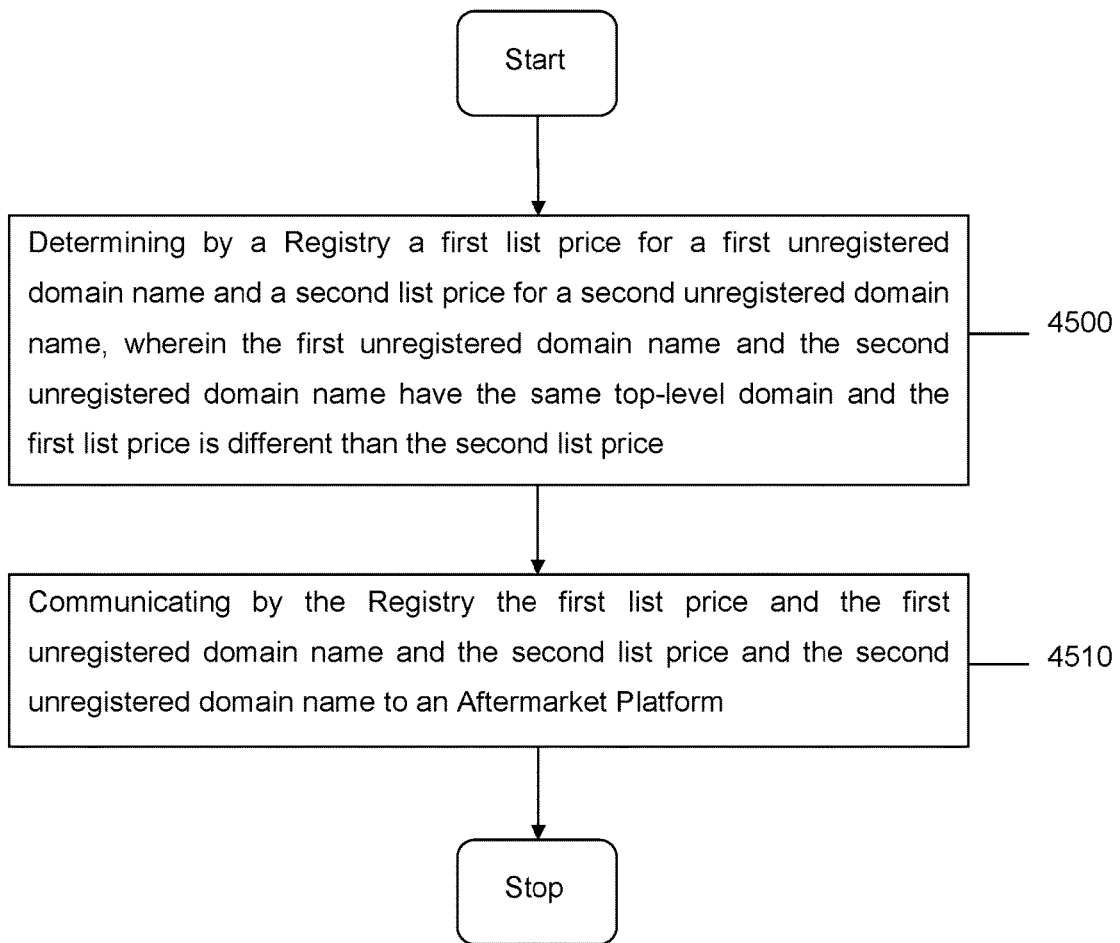 Start
Determining by a Registry a first list price for a first unregistered
domain name and a second list price for a second unregistered domain
name, wherein the first unregistered domain name and the second
unregistered domain name have the same top-level domain and the
first list price is different than the second list price
4500
Communicating by the Registry the first list price and the first
unregistered domain name and the second list price and the second
unregistered domain name to an Aftermarket Platform
4510
Stop